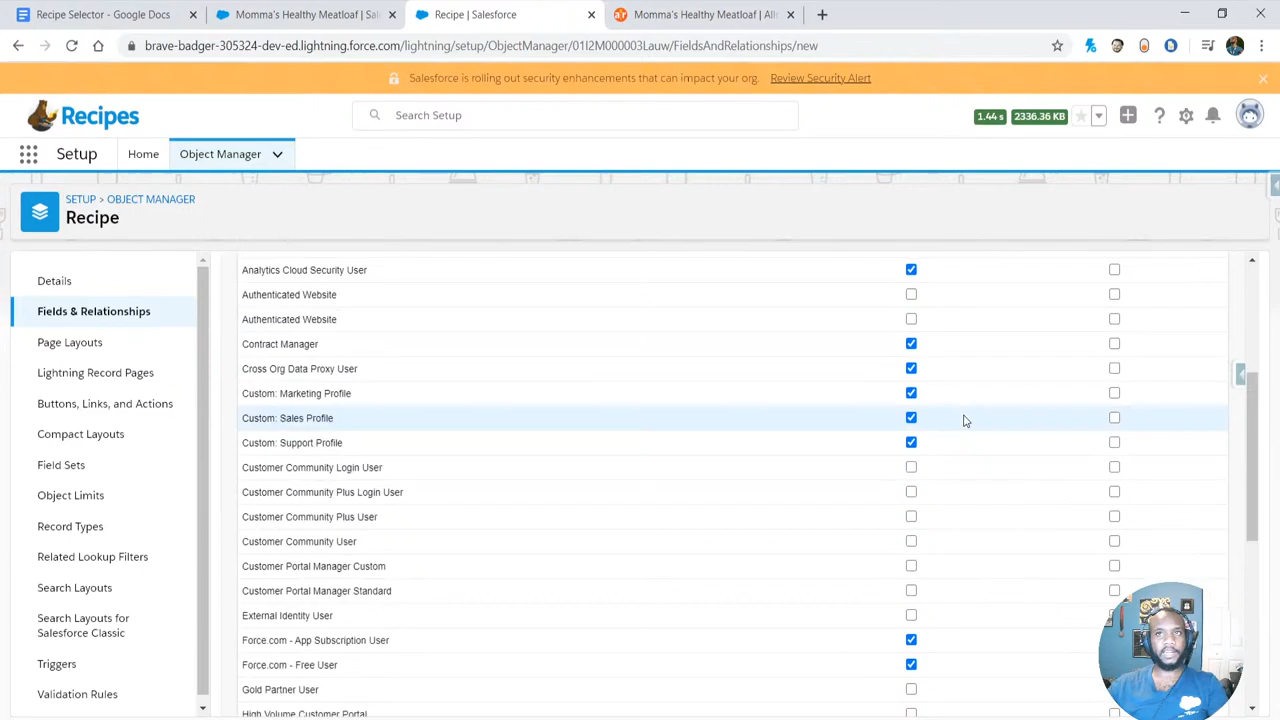 Recipe Selector - Google Docs
Momma's Healthy Meatloaf | Sal
Recipe | Salesforce
Momma's Healthy Meatloaf | Allr
brave-badger-305324-dev-ed.lightning.force.com/lightning/setup/ObjectManager/01I2M000003Lauw/FieldsAndRelationships/new
Salesforce is rolling out security enhancements that can impact your org. Review Security Alert
Recipes
Search Setup
1.44 s
2336.36 KB
Setup
Home
Object Manager
SETUP > OBJECT MANAGER
Recipe
Details
Fields & Relationships
Page Layouts
Lightning Record Pages
Buttons, Links, and Actions
Compact Layouts
Field Sets
Object Limits
Record Types
Related Lookup Filters
Search Layouts
Search Layouts for
Salesforce Classic
Triggers
Validation Rules
Analytics Cloud Security User
Authenticated Website
Authenticated Website
Contract Manager
Cross Org Data Proxy User
Custom: Marketing Profile
Custom: Sales Profile
Custom: Support Profile
Customer Community Login User
Customer Community Plus Login User
Customer Community Plus User
Customer Community User
Customer Portal Manager Custom
Customer Portal Manager Standard
External Identity User
Force.com - App Subscription User
Force.com - Free User
Gold Partner User
High Volume Customer Portal